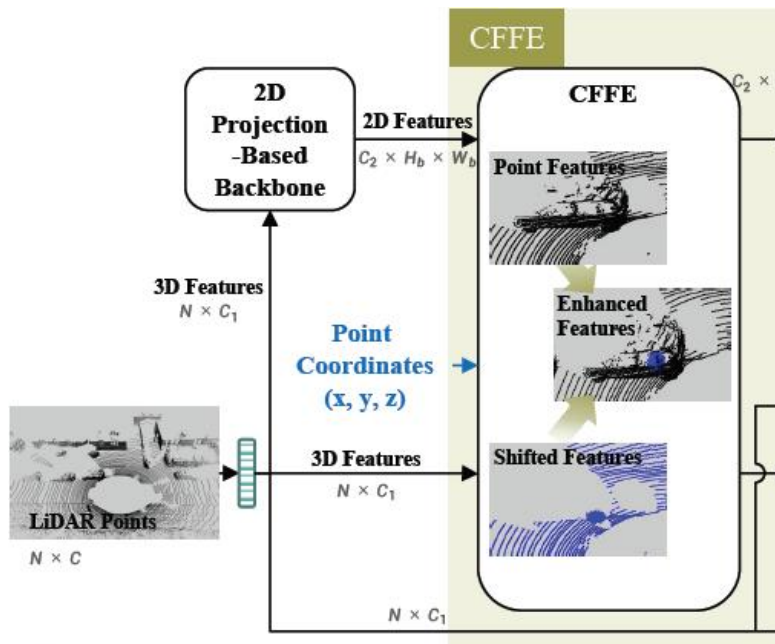 CFFE
2D
Projection
-Based
Backbone
2D Features
C₂ × H_b × W_b
CFFE
C₂ ×
Point Features
3D Features
N × C₁
Enhanced
Features
Point
Coordinates
(x, y, z)
LiDAR Points
N × C
3D Features
N × C₁
Shifted Features
N × C₁